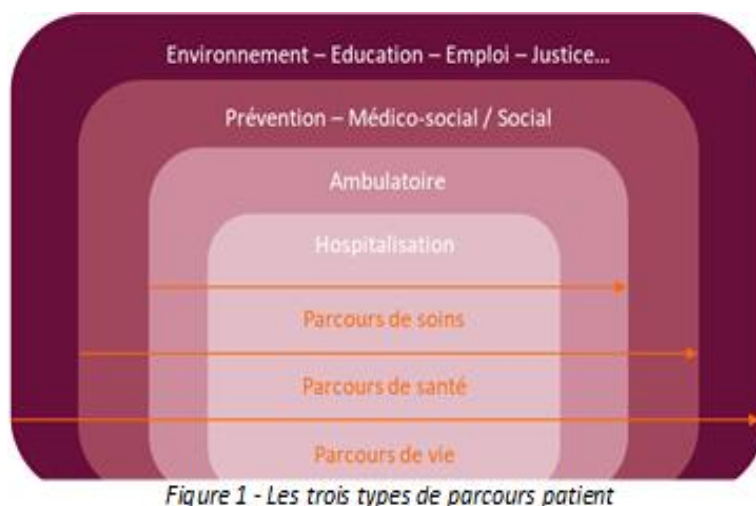 Environnement – Education – Emploi – Justice...
Prévention – Médico-social / Social
Ambulatoire
Hospitalisation
Parcours de soins
Parcours de santé
Parcours de vie
Figure 1 - Les trois types de parcours patient